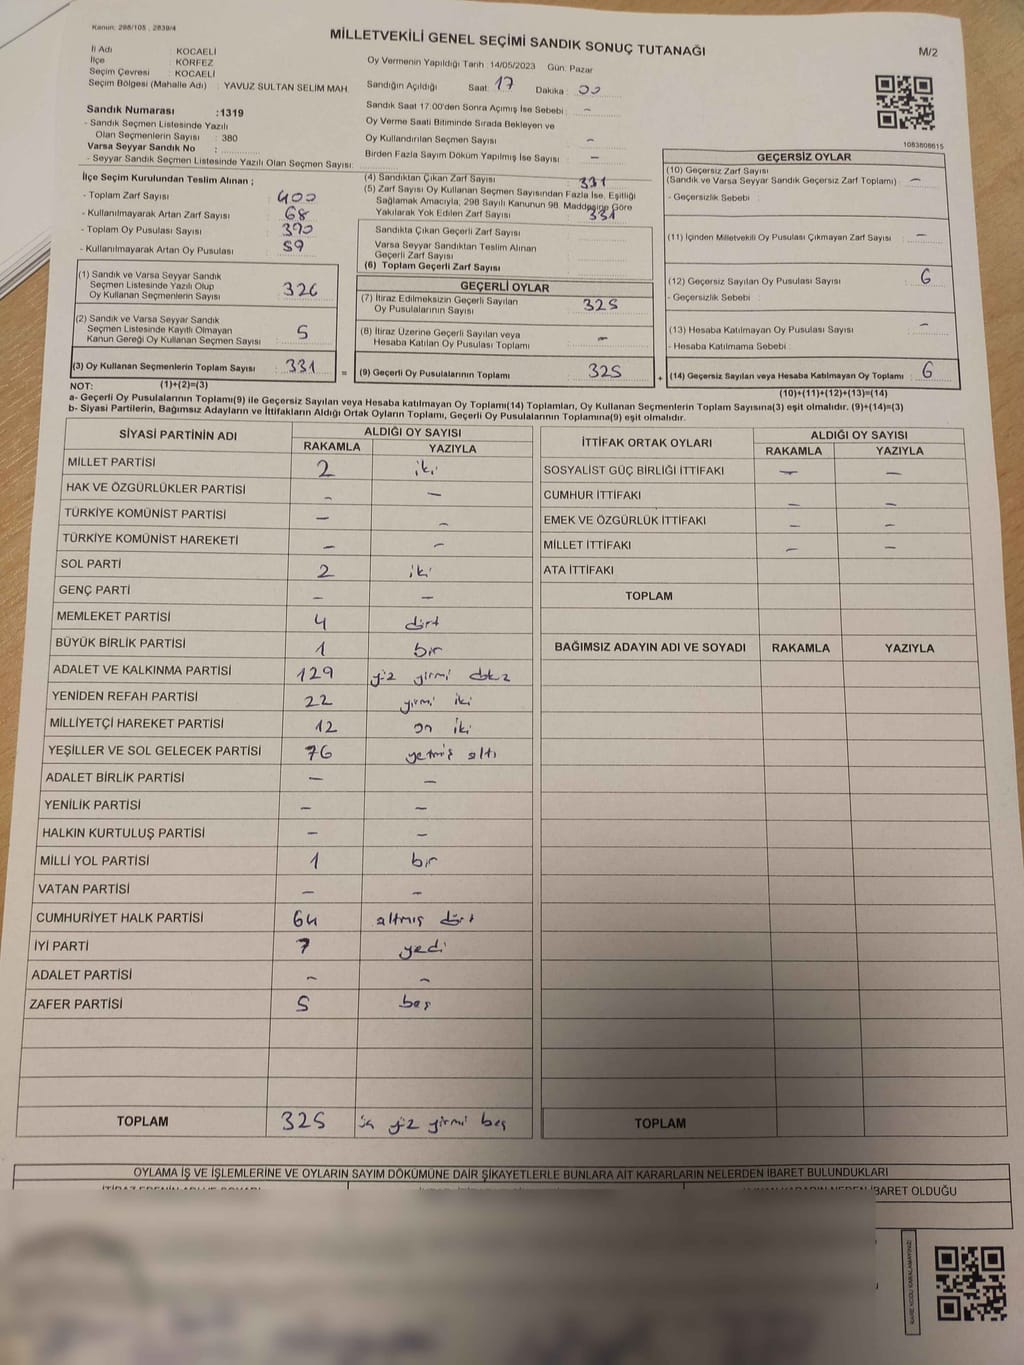 Kanun: 298/105 , 2839/4
MİLLETVEKİLİ GENEL SEÇİMİ SANDIK SONUÇ TUTANAĞI
M/2
İl Adı : KOCAELİ
İlçe : KÖRFEZ
Seçim Çevresi : KOCAELİ
Seçim Bölgesi (Mahalle Adı) : YAVUZ SULTAN SELİM MAH.
Oy Vermenin Yapıldığı Tarih :14/05/2023 Gün: Pazar
Sandığın Açıldığı Saat: 17 Dakika: 00
Sandık Saat 17:00'den Sonra Açımış İse Sebebi : –
Oy Verme Saati Bitiminde Sırada Bekleyen ve
Oy Kullandırılan Seçmen Sayısı : –
Birden Fazla Sayım Döküm Yapılmış İse Sayısı : –
Sandık Numarası :1319
- Sandık Seçmen Listesinde Yazılı
Olan Seçmenlerin Sayısı : 380
Varsa Seyyar Sandık No :
- Seyyar Sandık Seçmen Listesinde Yazılı Olan Seçmen Sayısı:
1083808615
İlçe Seçim Kurulundan Teslim Alınan ;
- Toplam Zarf Sayısı : 400
- Kullanılmayarak Artan Zarf Sayısı : 68
- Toplam Oy Pusulası Sayısı : 390
- Kullanılmayarak Artan Oy Pusulası : 59
(1) Sandık ve Varsa Seyyar Sandık
Seçmen Listesinde Yazılı Olup
Oy Kullanan Seçmenlerin Sayısı : 326
(2) Sandık ve Varsa Seyyar Sandık
Seçmen Listesinde Kayıtlı Olmayan
Kanun Gereği Oy Kullanan Seçmen Sayısı : 5
(3) Oy Kullanan Seçmenlerin Toplam Sayısı : 331
(4) Sandıktan Çıkan Zarf Sayısı : 331
(5) Zarf Sayısı Oy Kullanan Seçmen Sayısından Fazla İse, Eşitliği
Sağlamak Amacıyla, 298 Sayılı Kanunun 98. Maddesine Göre
Yakılarak Yok Edilen Zarf Sayısı : 331
Sandıkta Çıkan Geçerli Zarf Sayısı :
Varsa Seyyar Sandıktan Teslim Alınan
Geçerli Zarf Sayısı :
(6) Toplam Geçerli Zarf Sayısı :
GEÇERLİ OYLAR
(7) İtiraz Edilmeksizin Geçerli Sayılan
Oy Pusulalarının Sayısı : 325
(8) İtiraz Üzerine Geçerli Sayılan veya
Hesaba Katılan Oy Pusulası Toplamı : –
= (9) Geçerli Oy Pusulalarının Toplamı : 325
GEÇERSİZ OYLAR
(10) Geçersiz Zarf Sayısı
(Sandık ve Varsa Seyyar Sandık Geçersiz Zarf Toplamı) : –
- Geçersizlik Sebebi :
(11) İçinden Milletvekili Oy Pusulası Çıkmayan Zarf Sayısı : –
(12) Geçersiz Sayılan Oy Pusulası Sayısı : 6
- Geçersizlik Sebebi :
(13) Hesaba Katılmayan Oy Pusulası Sayısı : –
- Hesaba Katılmama Sebebi :
+ (14) Geçersiz Sayılan veya Hesaba Katılmayan Oy Toplamı : 6
NOT: (1)+(2)=(3) (10)+(11)+(12)+(13)=(14)
a- Geçerli Oy Pusulalarının Toplamı(9) ile Geçersiz Sayılan veya Hesaba katılmayan Oy Toplamı(14) Toplamları, Oy Kullanan Seçmenlerin Toplam Sayısına(3) eşit olmalıdır. (9)+(14)=(3)
b- Siyasi Partilerin, Bağımsız Adayların ve İttifakların Aldığı Ortak Oyların Toplamı, Geçerli Oy Pusulalarının Toplamına(9) eşit olmalıdır.
SİYASİ PARTİNİN ADI ALDIĞI OY SAYISI
RAKAMLA YAZIYLA
MİLLET PARTİSİ 2 iki
HAK VE ÖZGÜRLÜKLER PARTİSİ – –
TÜRKİYE KOMÜNİST PARTİSİ – –
TÜRKİYE KOMÜNİST HAREKETİ – –
SOL PARTİ 2 iki
GENÇ PARTİ – –
MEMLEKET PARTİSİ 4 dört
BÜYÜK BİRLİK PARTİSİ 1 bir
ADALET VE KALKINMA PARTİSİ 129 yüz yirmi dokuz
YENİDEN REFAH PARTİSİ 22 yirmi iki
MİLLİYETÇİ HAREKET PARTİSİ 12 on iki
YEŞİLLER VE SOL GELECEK PARTİSİ 76 yetmiş altı
ADALET BİRLİK PARTİSİ – –
YENİLİK PARTİSİ – –
HALKIN KURTULUŞ PARTİSİ – –
MİLLİ YOL PARTİSİ 1 bir
VATAN PARTİSİ – –
CUMHURİYET HALK PARTİSİ 64 altmış dört
İYİ PARTİ 7 yedi
ADALET PARTİSİ – –
ZAFER PARTİSİ 5 beş
TOPLAM 325 üç yüz yirmi beş
İTTİFAK ORTAK OYLARI ALDIĞI OY SAYISI
RAKAMLA YAZIYLA
SOSYALİST GÜÇ BİRLİĞİ İTTİFAKI – –
CUMHUR İTTİFAKI – –
EMEK VE ÖZGÜRLÜK İTTİFAKI – –
MİLLET İTTİFAKI – –
ATA İTTİFAKI
TOPLAM
BAĞIMSIZ ADAYIN ADI VE SOYADI RAKAMLA YAZIYLA
TOPLAM
OYLAMA İŞ VE İŞLEMLERİNE VE OYLARIN SAYIM DÖKÜMÜNE DAİR ŞİKAYETLERLE BUNLARA AİT KARARLARIN NELERDEN İBARET BULUNDUKLARI
İBARET OLDUĞU
KARE KODU KARALAMAYINIZ!